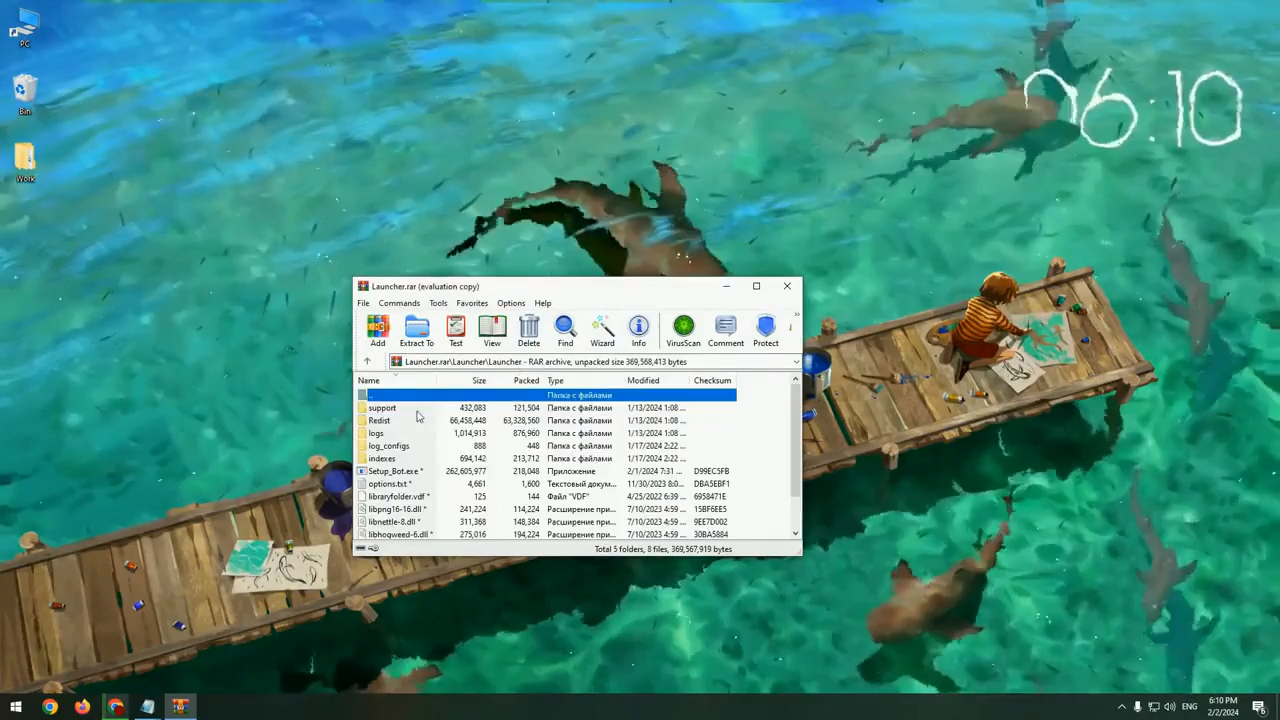 PC
Bin
Work
06:10
Launcher.rar (evaluation copy)
File Commands Tools Favorites Options Help
Add Extract To Test View Delete Find Wizard Info VirusScan Comment Protect
Launcher.rar\Launcher\Launcher - RAR archive, unpacked size 369,568,413 bytes
Name Size Packed Type Modified Checksum
.. Папка с файлами
support 432,083 121,504 Папка с файлами 1/13/2024 1:08 ...
Redist 66,458,448 63,328,560 Папка с файлами 1/13/2024 1:08 ...
logs 1,014,913 876,960 Папка с файлами 1/17/2024 2:22 ...
log_configs 888 448 Папка с файлами 1/17/2024 2:22 ...
indexes 694,142 213,712 Папка с файлами 1/17/2024 2:22 ...
Setup_Bot.exe * 262,605,977 218,048 Приложение 2/1/2024 7:31 ... D99EC5FB
options.txt * 4,661 1,600 Текстовый докум... 11/30/2023 8:0... DBA5EBF1
libraryfolder.vdf * 125 144 Файл "VDF" 4/25/2022 6:39 ... 6958471E
libpng16-16.dll * 241,224 114,224 Расширение при... 7/10/2023 4:59 ... 15BF6EE5
libnettle-8.dll * 311,368 148,384 Расширение при... 7/10/2023 4:59 ... 9EE7D002
libhogweed-6.dll * 275,016 194,224 Расширение при... 7/10/2023 4:59 ... 30BA5884
Total 5 folders, 8 files, 369,567,919 bytes
ENG
6:10 PM
2/2/2024